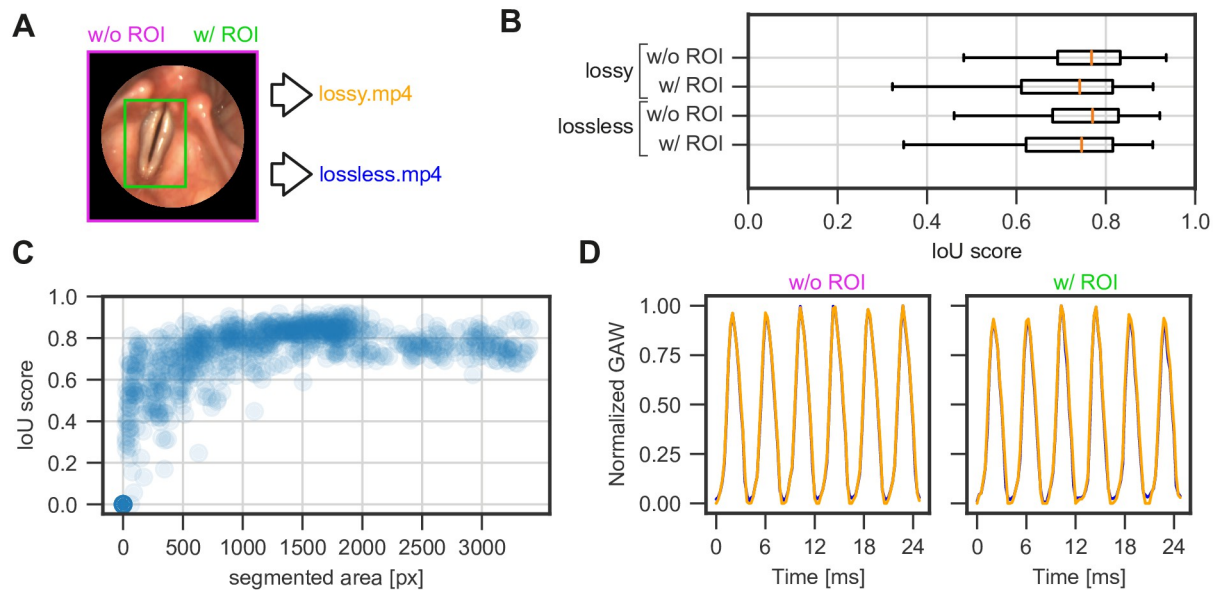 A
w/o ROI w/ ROI
lossy.mp4
lossless.mp4
B
lossy
w/o ROI
w/ ROI
lossless
w/o ROI
w/ ROI
0.0 0.2 0.4 0.6 0.8 1.0
IoU score
C
1.0
0.8
0.6
0.4
0.2
0.0
IoU score
0 500 1000 1500 2000 2500 3000
segmented area [px]
D
w/o ROI w/ ROI
1.00
0.75
0.50
0.25
0.00
Normalized GAW
0 6 12 18 24 0 6 12 18 24
Time [ms] Time [ms]